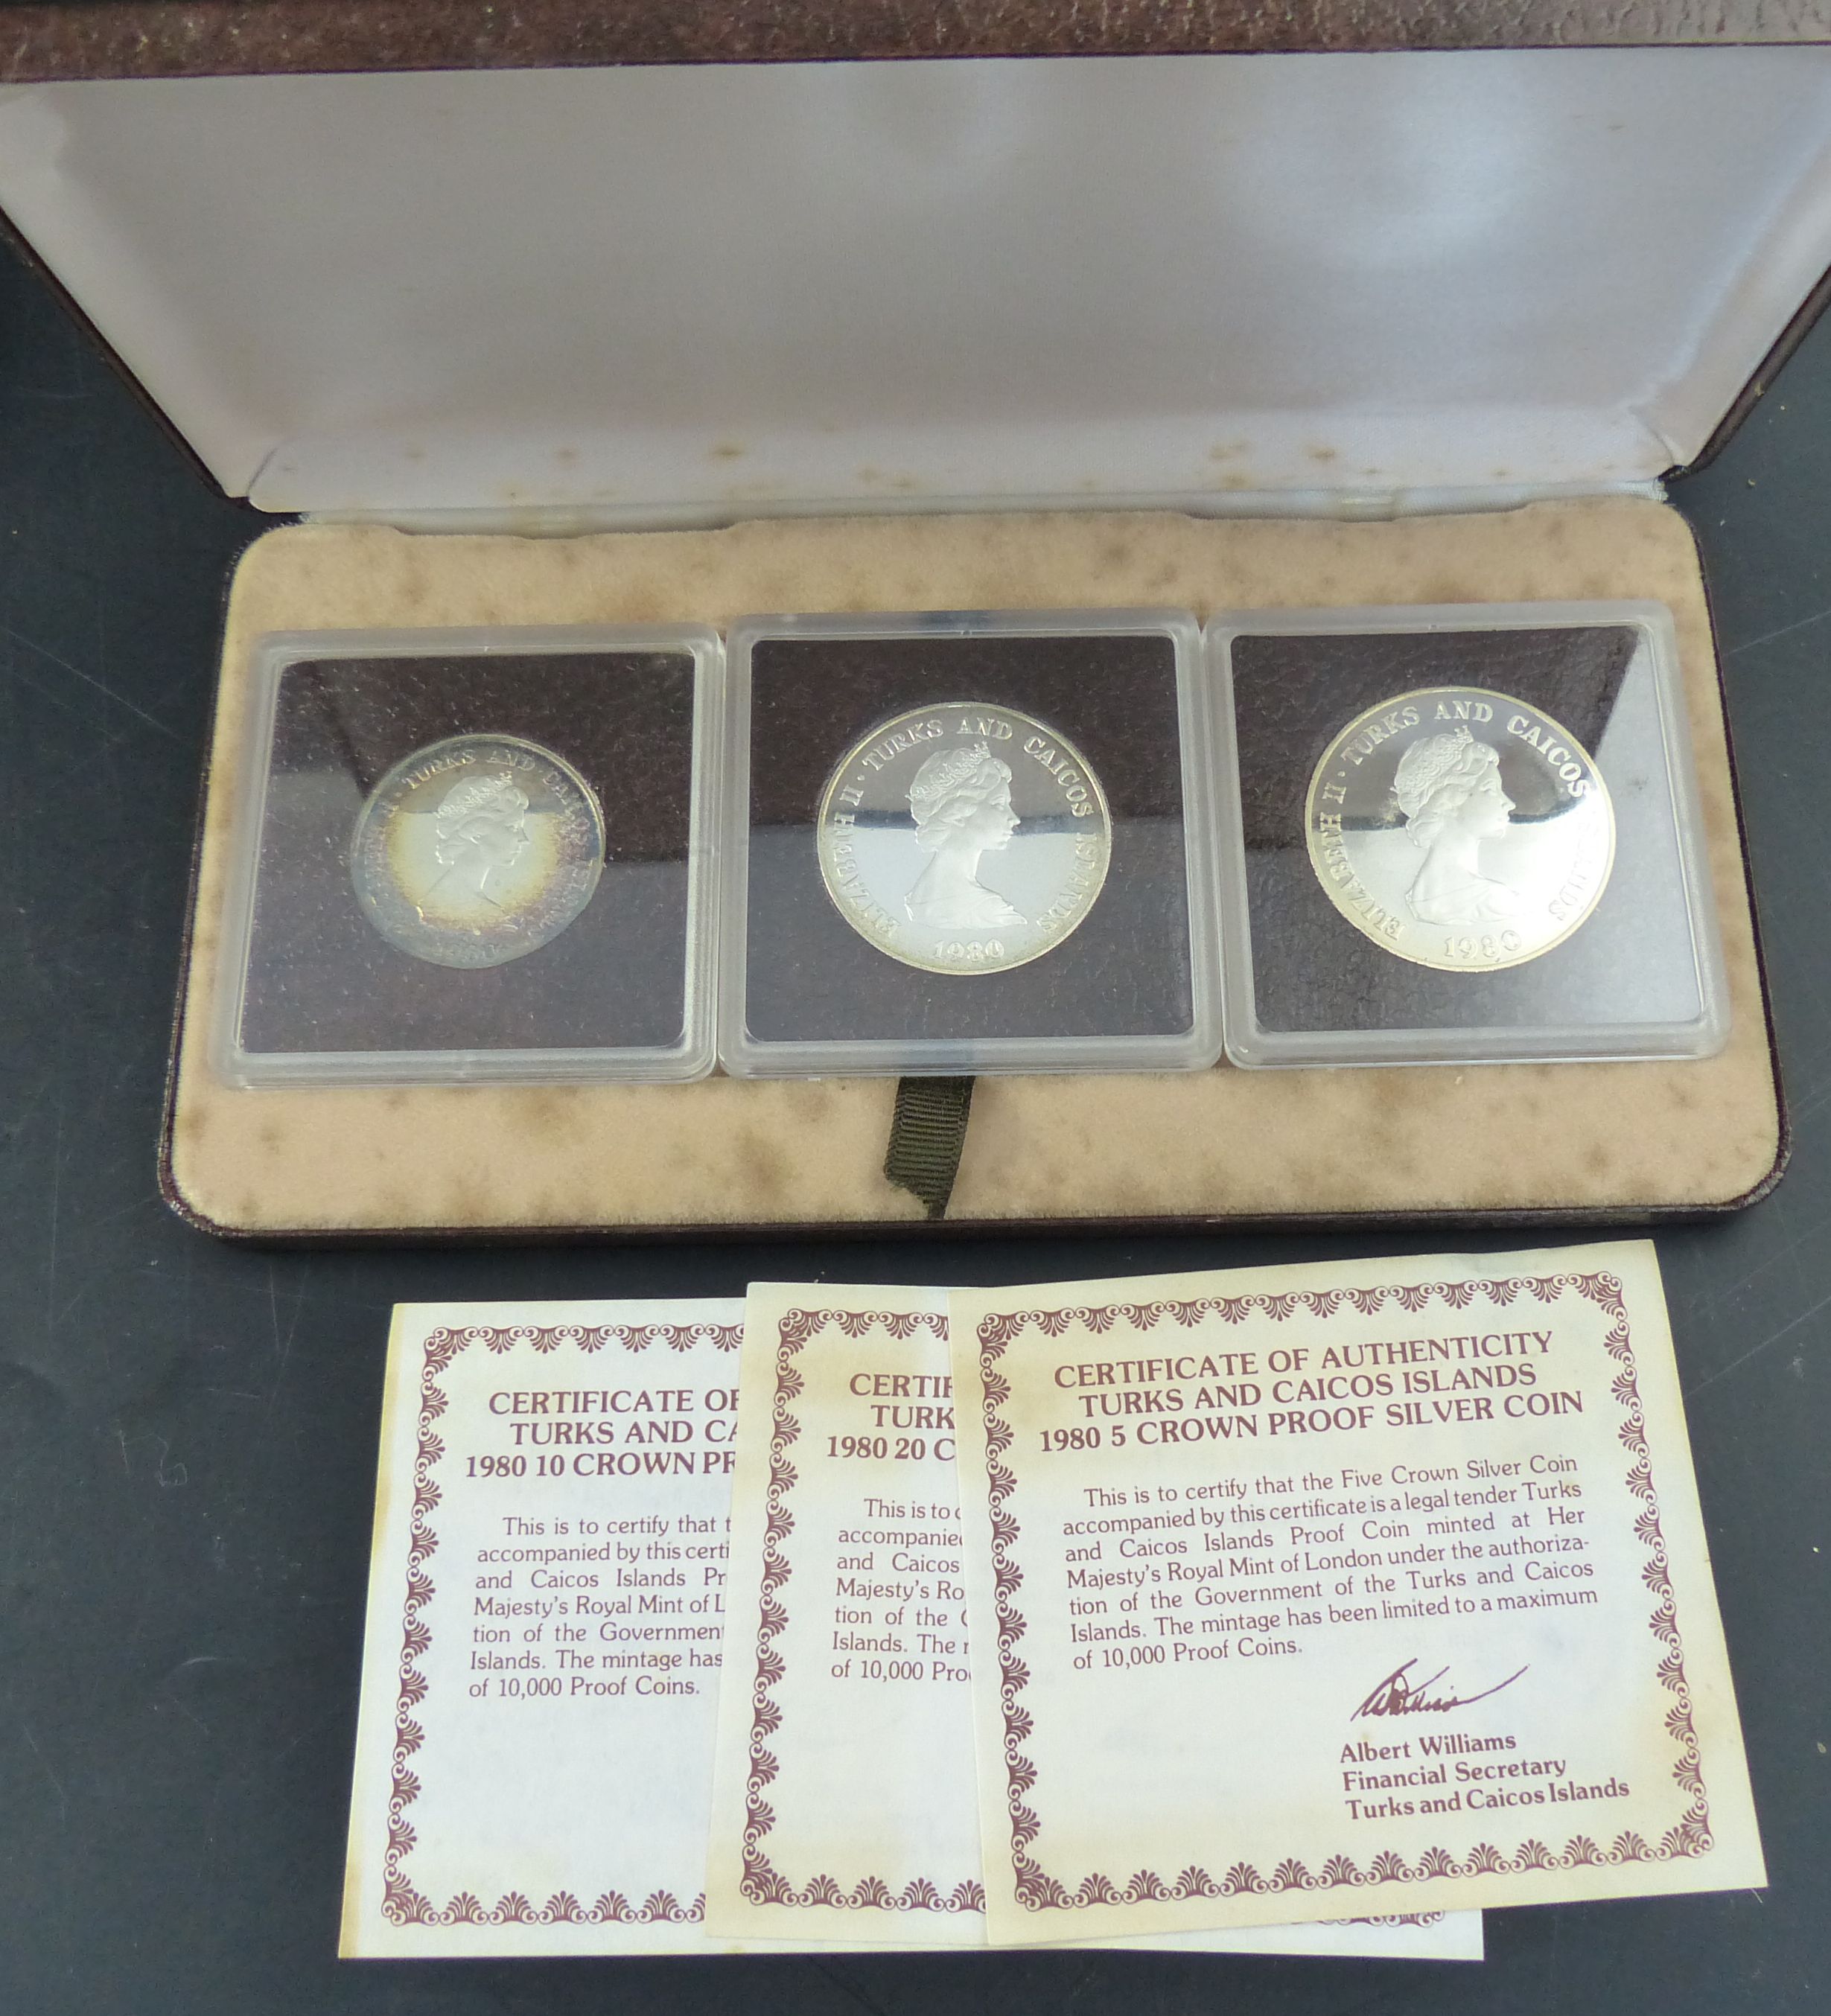 TURKS AND
ELIZABETH II · TURKS AND CAICOS ISLANDS
1980
ELIZABETH II · TURKS AND CAICOS ISLANDS
1980
CERTIFICATE OF
TURKS AND CA
1980 10 CROWN PR
This is to certify that t
accompanied by this certi
and Caicos Islands Pr
Majesty's Royal Mint of L
tion of the Governmen
Islands. The mintage has
of 10,000 Proof Coins.
CERTIF
TURK
1980 20 C
This is to c
accompanie
and Caicos
Majesty's Ro
tion of the
Islands. The
of 10,000 Pro
CERTIFICATE OF AUTHENTICITY
TURKS AND CAICOS ISLANDS
1980 5 CROWN PROOF SILVER COIN
This is to certify that the Five Crown Silver Coin
accompanied by this certificate is a legal tender Turks
and Caicos Islands Proof Coin minted at Her
Majesty's Royal Mint of London under the authoriza-
tion of the Government of the Turks and Caicos
Islands. The mintage has been limited to a maximum
of 10,000 Proof Coins.
Albert Williams
Financial Secretary
Turks and Caicos Islands